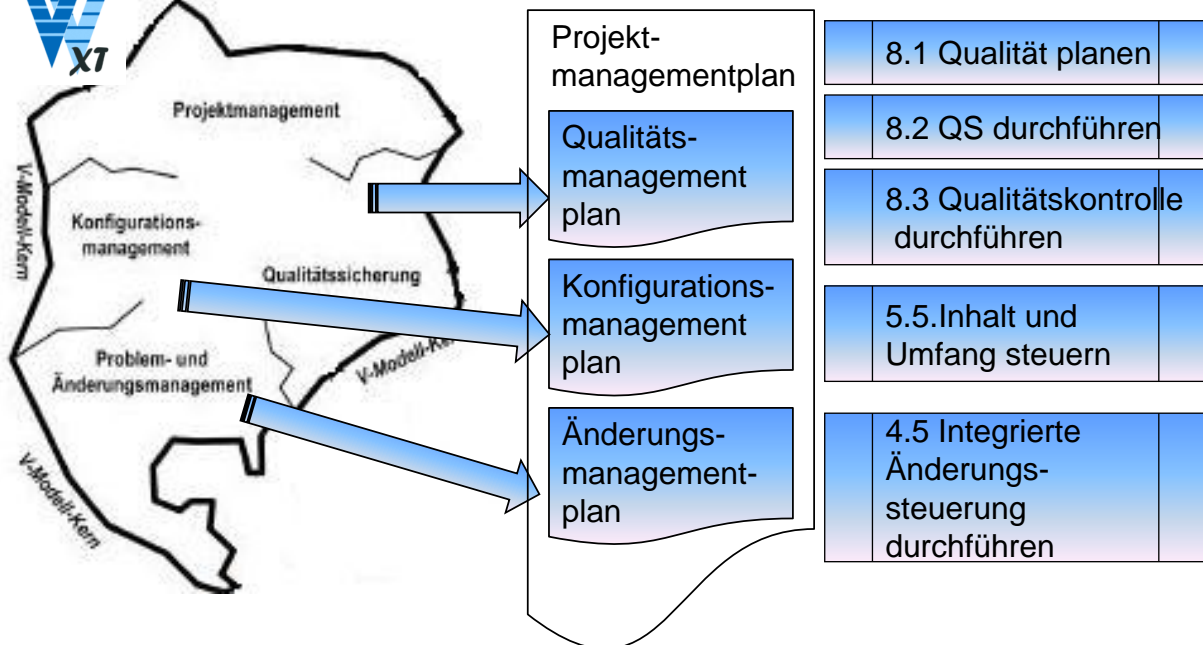 XT
Projektmanagement
V-Modell-Kern
Konfigurations-
management
Qualitätssicherung
V-Modell-Ke
Problem- und
Änderungsmanagement
V-Modell-Kern
Projekt-
managementplan
Qualitäts-
management
plan
Konfigurations-
management
plan
Änderungs-
management-
plan
8.1 Qualität planen
8.2 QS durchführen
8.3 Qualitätskontrolle
durchführen
5.5.Inhalt und
Umfang steuern
4.5 Integrierte
Änderungs-
steuerung
durchführen